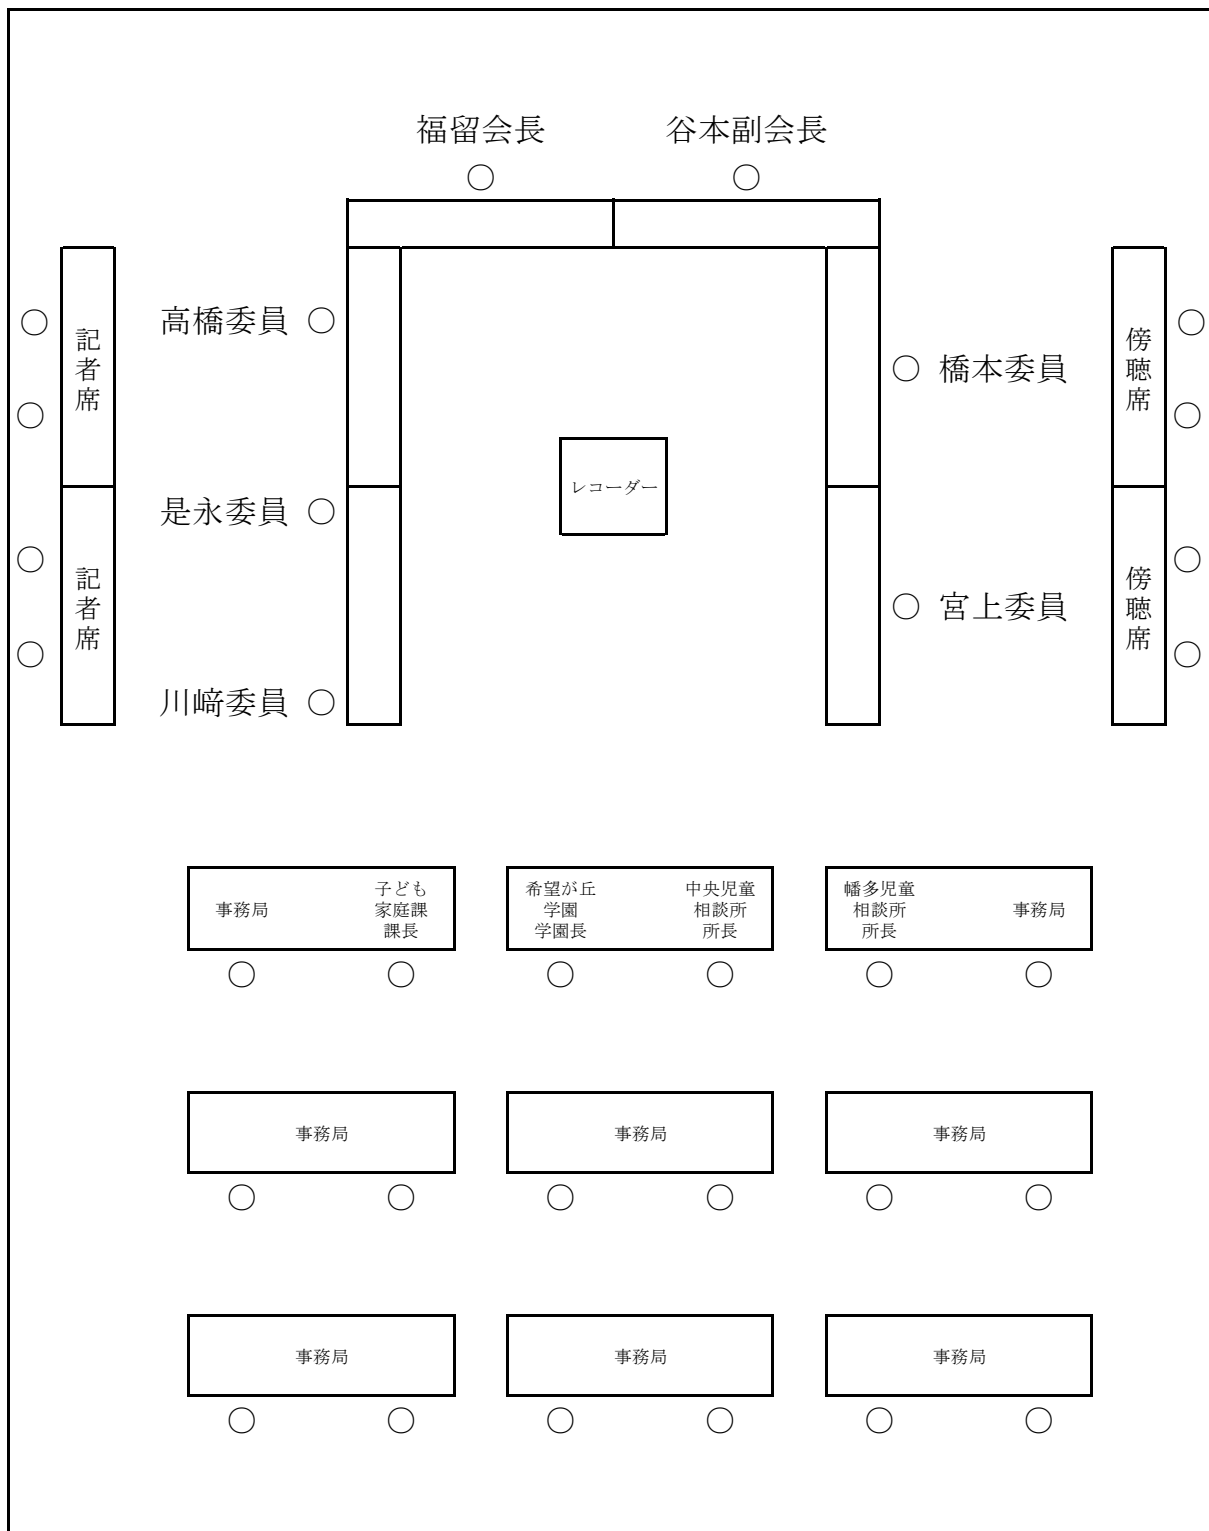 福留会長 谷本副会長
○ ○
記者席
○ 高橋委員 ○
○ 橋本委員
傍聴席
○
○
○
レコーダー
是永委員 ○
記者席
○
○
○ 宮上委員
傍聴席
○
○
川﨑委員 ○
事務局
子ども
家庭課
課長
希望が丘
学園
学園長
中央児童
相談所
所長
幡多児童
相談所
所長
事務局
○ ○ ○ ○ ○ ○
事務局 事務局 事務局
○ ○ ○ ○ ○ ○
事務局 事務局 事務局
○ ○ ○ ○ ○ ○